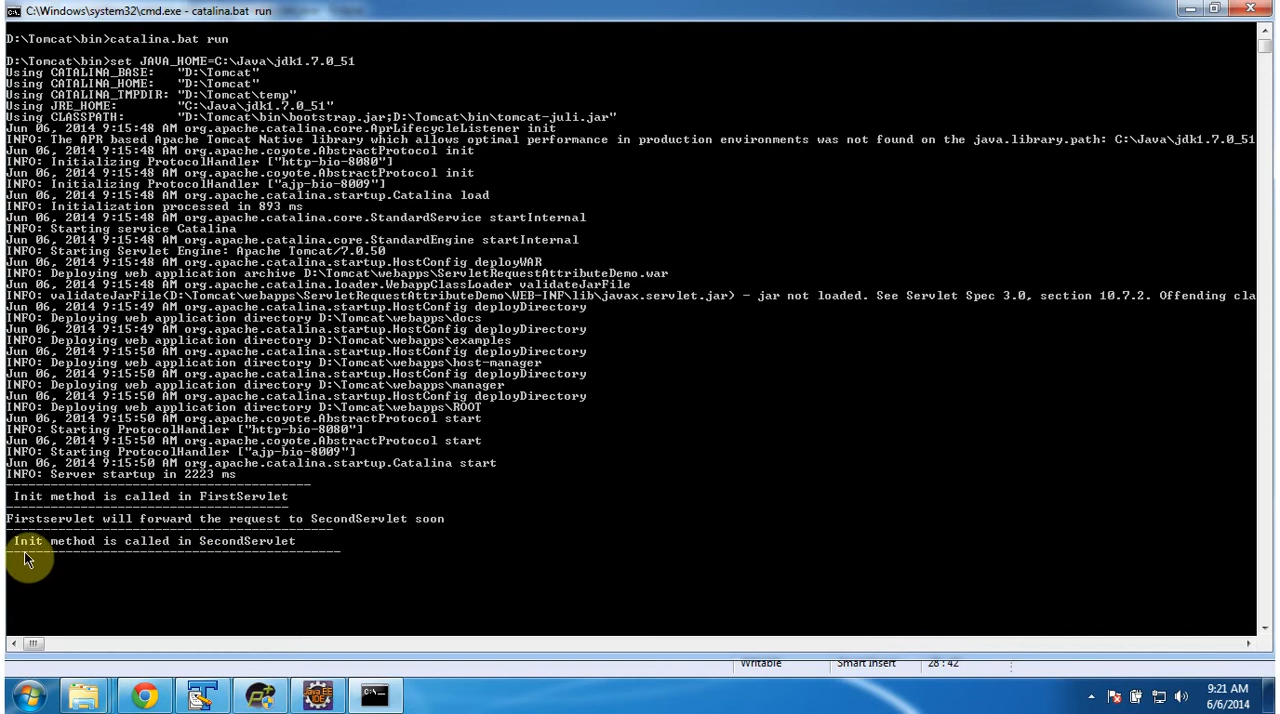 C:\Windows\system32\cmd.exe - catalina.bat run
D:\Tomcat\bin>catalina.bat run
D:\Tomcat\bin>set JAVA_HOME=C:\Java\jdk1.7.0_51
Using CATALINA_BASE: "D:\Tomcat"
Using CATALINA_HOME: "D:\Tomcat"
Using CATALINA_TMPDIR: "D:\Tomcat\temp"
Using JRE_HOME: "C:\Java\jdk1.7.0_51"
Using CLASSPATH: "D:\Tomcat\bin\bootstrap.jar;D:\Tomcat\bin\tomcat-juli.jar"
Jun 06, 2014 9:15:48 AM org.apache.catalina.core.AprLifecycleListener init
INFO: The APR based Apache Tomcat Native library which allows optimal performance in production environments was not found on the java.library.path: C:\Java\jdk1.7.0_51
Jun 06, 2014 9:15:48 AM org.apache.coyote.AbstractProtocol init
INFO: Initializing ProtocolHandler ["http-bio-8080"]
Jun 06, 2014 9:15:48 AM org.apache.coyote.AbstractProtocol init
INFO: Initializing ProtocolHandler ["ajp-bio-8009"]
Jun 06, 2014 9:15:48 AM org.apache.catalina.startup.Catalina load
INFO: Initialization processed in 893 ms
Jun 06, 2014 9:15:48 AM org.apache.catalina.core.StandardService startInternal
INFO: Starting service Catalina
Jun 06, 2014 9:15:48 AM org.apache.catalina.core.StandardEngine startInternal
INFO: Starting Servlet Engine: Apache Tomcat/7.0.50
Jun 06, 2014 9:15:48 AM org.apache.catalina.startup.HostConfig deployWAR
INFO: Deploying web application archive D:\Tomcat\webapps\ServletRequestAttributeDemo.war
Jun 06, 2014 9:15:48 AM org.apache.catalina.loader.WebappClassLoader validateJarFile
INFO: validateJarFile(D:\Tomcat\webapps\ServletRequestAttributeDemo\WEB-INF\lib\javax.servlet.jar) - jar not loaded. See Servlet Spec 3.0, section 10.7.2. Offending cla
Jun 06, 2014 9:15:49 AM org.apache.catalina.startup.HostConfig deployDirectory
INFO: Deploying web application directory D:\Tomcat\webapps\docs
Jun 06, 2014 9:15:49 AM org.apache.catalina.startup.HostConfig deployDirectory
INFO: Deploying web application directory D:\Tomcat\webapps\examples
Jun 06, 2014 9:15:50 AM org.apache.catalina.startup.HostConfig deployDirectory
INFO: Deploying web application directory D:\Tomcat\webapps\host-manager
Jun 06, 2014 9:15:50 AM org.apache.catalina.startup.HostConfig deployDirectory
INFO: Deploying web application directory D:\Tomcat\webapps\manager
Jun 06, 2014 9:15:50 AM org.apache.catalina.startup.HostConfig deployDirectory
INFO: Deploying web application directory D:\Tomcat\webapps\ROOT
Jun 06, 2014 9:15:50 AM org.apache.coyote.AbstractProtocol start
INFO: Starting ProtocolHandler ["http-bio-8080"]
Jun 06, 2014 9:15:50 AM org.apache.coyote.AbstractProtocol start
INFO: Starting ProtocolHandler ["ajp-bio-8009"]
Jun 06, 2014 9:15:50 AM org.apache.catalina.startup.Catalina start
INFO: Server startup in 2223 ms
-----------------------------------------
Init method is called in FirstServlet
--------------------------------------
Firstservlet will forward the request to SecondServlet soon
--------------------------------------------
Init method is called in SecondServlet
---------------------------------------------
Writable Smart Insert 28 : 42
Java EE
IDE
C:\.
9:21 AM
6/6/2014